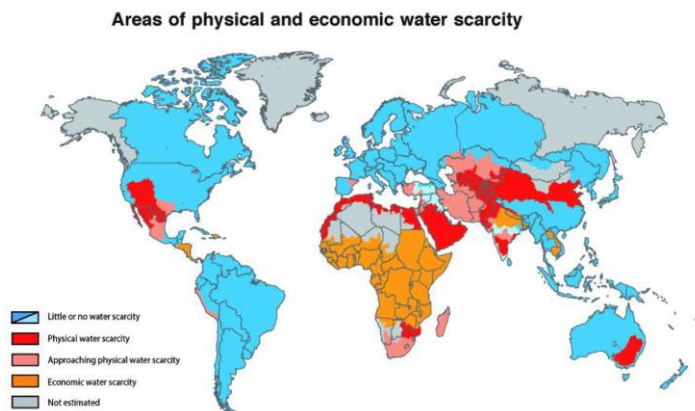 Areas of physical and economic water scarcity
Little or no water scarcity
Physical water scarcity
Approaching physical water scarcity
Economic water scarcity
Not estimated